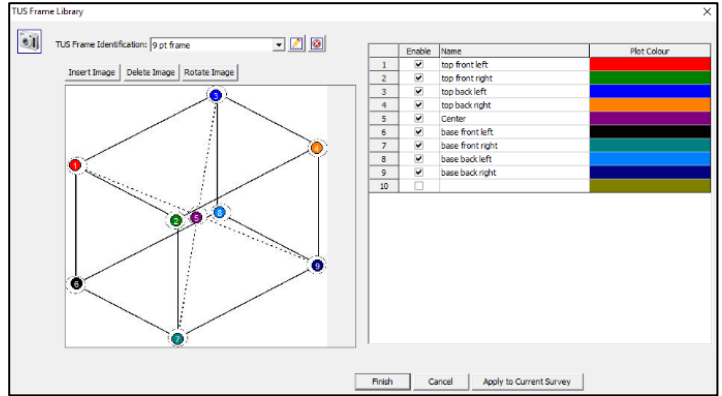 TUS Frame Library
TUS Frame Identification: 9 pt frame
Insert Image Delete Image Rotate Image
3
4
1
2 5 8
9
6
7
Enable Name Plot Colour
1 top front left
2 top front right
3 top back left
4 top back right
5 Center
6 base front left
7 base front right
8 base back left
9 base back right
10
Finish Cancel Apply to Current Survey